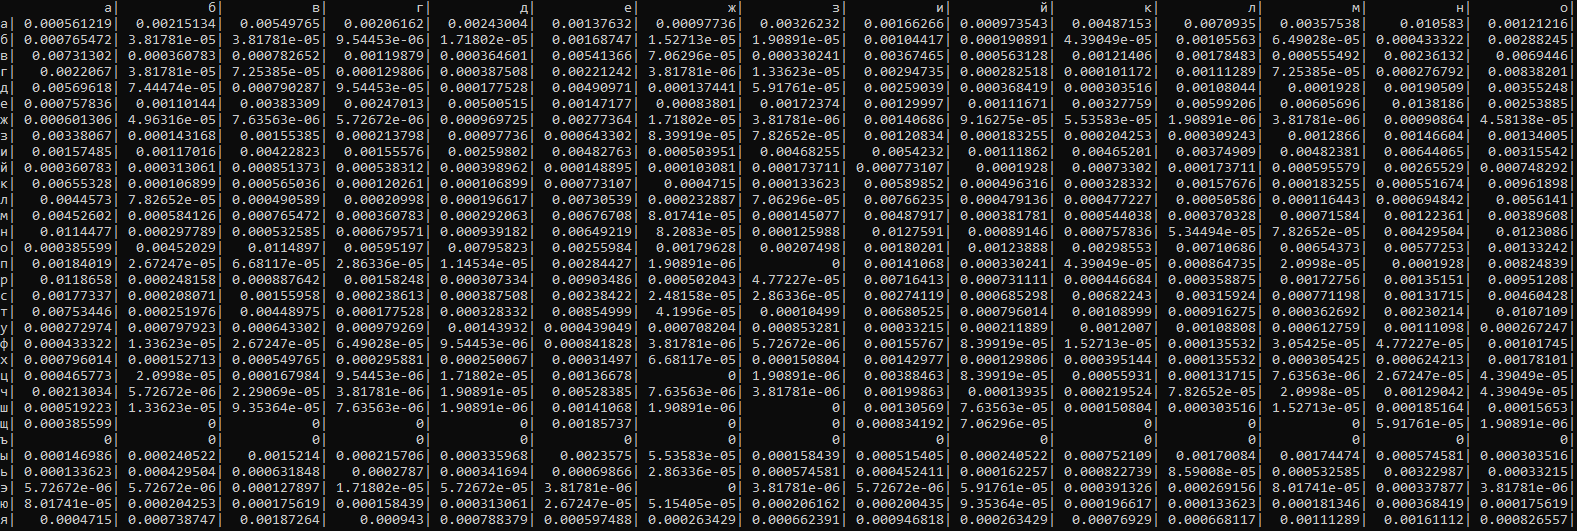 | а| б| в| г| д| е| ж| з| и| й| к| л| м| н| о
а| 0.000561219| 0.00215134| 0.00549765| 0.00206162| 0.00243004| 0.00137632| 0.00097736| 0.00326232| 0.00166266| 0.000973543| 0.00487153| 0.0070935| 0.00357538| 0.010583| 0.00121216
б| 0.000765472| 3.81781e-05| 3.81781e-05| 9.54453e-06| 1.71802e-05| 0.00168747| 1.52713e-05| 1.90891e-05| 0.00104417| 0.000190891| 4.39049e-05| 0.00105563| 6.49028e-05| 0.000433322| 0.00288245
в| 0.00731302| 0.000360783| 0.000782652| 0.00119879| 0.000364601| 0.00541366| 7.06296e-05| 0.000330241| 0.00367465| 0.000563128| 0.00121406| 0.00178483| 0.000555492| 0.00236132| 0.0069446
г| 0.0022067| 3.81781e-05| 7.25385e-05| 0.000129806| 0.000387508| 0.00221242| 3.81781e-06| 1.33623e-05| 0.00294735| 0.000282518| 0.000101172| 0.00111289| 7.25385e-05| 0.000276792| 0.00838201
д| 0.00569618| 7.44474e-05| 0.000790287| 9.54453e-05| 0.000177528| 0.00490971| 0.000137441| 5.91761e-05| 0.00259039| 0.000368419| 0.000303516| 0.00108044| 0.0001928| 0.00190509| 0.00355248
е| 0.000757836| 0.00110144| 0.00383309| 0.00247013| 0.00500515| 0.00147177| 0.00083801| 0.00172374| 0.00129997| 0.00111671| 0.00327759| 0.00599206| 0.00605696| 0.0138186| 0.00253885
ж| 0.000601306| 4.96316e-05| 7.63563e-06| 5.72672e-06| 0.000969725| 0.00277364| 1.71802e-05| 3.81781e-06| 0.00140686| 9.16275e-05| 5.53583e-05| 1.90891e-06| 3.81781e-06| 0.00090864| 4.58138e-05
з| 0.00338067| 0.000143168| 0.00155385| 0.000213798| 0.00097736| 0.000643302| 8.39919e-05| 7.82652e-05| 0.00120834| 0.000183255| 0.000204253| 0.000309243| 0.0012866| 0.00146604| 0.00134005
и| 0.00157485| 0.00117016| 0.00422823| 0.00155576| 0.00259802| 0.00482763| 0.000503951| 0.00468255| 0.0054232| 0.00111862| 0.00465201| 0.00374909| 0.00482381| 0.00644065| 0.00315542
й| 0.000360783| 0.000313061| 0.000851373| 0.000538312| 0.000398962| 0.000148895| 0.000103081| 0.000173711| 0.000773107| 0.0001928| 0.00073302| 0.000173711| 0.000595579| 0.00265529| 0.000748292
к| 0.00655328| 0.000106899| 0.000565036| 0.000120261| 0.000106899| 0.000773107| 0.0004715| 0.000133623| 0.00589852| 0.000496316| 0.000328332| 0.00157676| 0.000183255| 0.000551674| 0.00961898
л| 0.0044573| 7.82652e-05| 0.000490589| 0.00020998| 0.000196617| 0.00730539| 0.000232887| 7.06296e-05| 0.00766235| 0.000479136| 0.000477227| 0.00050586| 0.000116443| 0.000694842| 0.0056141
м| 0.00452602| 0.000584126| 0.000765472| 0.000360783| 0.000292063| 0.00676708| 8.01741e-05| 0.000145077| 0.00487917| 0.000381781| 0.000544038| 0.000370328| 0.00071584| 0.00122361| 0.00389608
н| 0.0114477| 0.000297789| 0.000532585| 0.000679571| 0.000939182| 0.00649219| 8.2083e-05| 0.000125988| 0.0127591| 0.00089146| 0.000757836| 5.34494e-05| 7.82652e-05| 0.00429504| 0.0123086
о| 0.000385599| 0.00452029| 0.0114897| 0.00595197| 0.00795823| 0.00255984| 0.00179628| 0.00207498| 0.00180201| 0.00123888| 0.00298553| 0.00710686| 0.00654373| 0.00577253| 0.00133242
п| 0.00184019| 2.67247e-05| 6.68117e-05| 2.86336e-05| 1.14534e-05| 0.00284427| 1.90891e-06| 0| 0.00141068| 0.000330241| 4.39049e-05| 0.000864735| 2.0998e-05| 0.0001928| 0.00824839
р| 0.0118658| 0.000248158| 0.000887642| 0.00158248| 0.000307334| 0.00903486| 0.000502043| 4.77227e-05| 0.00716413| 0.000731111| 0.000446684| 0.000358875| 0.00172756| 0.00135151| 0.00951208
с| 0.00177337| 0.000208071| 0.00155958| 0.000238613| 0.000387508| 0.00238422| 2.48158e-05| 2.86336e-05| 0.00274119| 0.000685298| 0.00682243| 0.00315924| 0.000771198| 0.00131715| 0.00460428
т| 0.00753446| 0.000251976| 0.00448975| 0.000177528| 0.000328332| 0.00854999| 4.1996e-05| 0.00010499| 0.00680525| 0.000796014| 0.00108999| 0.000916275| 0.000362692| 0.00230214| 0.0107109
у| 0.000272974| 0.000797923| 0.000643302| 0.000979269| 0.00143932| 0.000439049| 0.000708204| 0.000853281| 0.00033215| 0.000211889| 0.0012007| 0.00108808| 0.000612759| 0.00111098| 0.000267247
ф| 0.000433322| 1.33623e-05| 2.67247e-05| 6.49028e-05| 9.54453e-06| 0.000841828| 3.81781e-06| 5.72672e-06| 0.00155767| 8.39919e-05| 1.52713e-05| 0.000135532| 3.05425e-05| 4.77227e-05| 0.00101745
х| 0.000796014| 0.000152713| 0.000549765| 0.000295881| 0.000250067| 0.00031497| 6.68117e-05| 0.000150804| 0.00142977| 0.000129806| 0.000395144| 0.000135532| 0.000305425| 0.000624213| 0.00178101
ц| 0.000465773| 2.0998e-05| 0.000167984| 9.54453e-06| 1.71802e-05| 0.00136678| 0| 1.90891e-06| 0.00388463| 8.39919e-05| 0.00055931| 0.000131715| 7.63563e-06| 2.67247e-05| 4.39049e-05
ч| 0.00213034| 5.72672e-06| 2.29069e-05| 3.81781e-06| 1.90891e-05| 0.00528385| 7.63563e-06| 3.81781e-06| 0.00199863| 0.00013935| 0.000219524| 7.82652e-05| 2.0998e-05| 0.00129042| 4.39049e-05
ш| 0.000519223| 1.33623e-05| 9.35364e-05| 7.63563e-06| 1.90891e-06| 0.00141068| 1.90891e-06| 0| 0.00130569| 7.63563e-05| 0.000150804| 0.000303516| 1.52713e-05| 0.000185164| 0.00015653
щ| 0.000385599| 0| 0| 0| 0| 0.00185737| 0| 0| 0.000834192| 7.06296e-05| 0| 0| 0| 5.91761e-05| 1.90891e-06
ъ| 0| 0| 0| 0| 0| 0| 0| 0| 0| 0| 0| 0| 0| 0| 0
ы| 0.000146986| 0.000240522| 0.0015214| 0.000215706| 0.000335968| 0.0023575| 5.53583e-05| 0.000158439| 0.000515405| 0.000240522| 0.000752109| 0.00170084| 0.00174474| 0.000574581| 0.000303516
ь| 0.000133623| 0.000429504| 0.000631848| 0.0002787| 0.000341694| 0.00069866| 2.86336e-05| 0.000574581| 0.000452411| 0.000162257| 0.000822739| 8.59008e-05| 0.000532585| 0.00322987| 0.00033215
э| 5.72672e-06| 5.72672e-06| 0.000127897| 1.71802e-05| 5.72672e-06| 3.81781e-06| 0| 3.81781e-06| 5.72672e-06| 5.91761e-05| 0.000391326| 0.000269156| 8.01741e-05| 0.000337877| 3.81781e-06
ю| 8.01741e-05| 0.000204253| 0.000175619| 0.000158439| 0.000313061| 2.67247e-05| 5.15405e-05| 0.000206162| 0.000200435| 9.35364e-05| 0.000196617| 0.000133623| 0.000181346| 0.000368419| 0.000175619
я| 0.0004715| 0.000738747| 0.00187264| 0.000943| 0.000788379| 0.000597488| 0.000263429| 0.000662391| 0.000946818| 0.000263429| 0.00076929| 0.000668117| 0.00111289| 0.00161112| 0.000826557